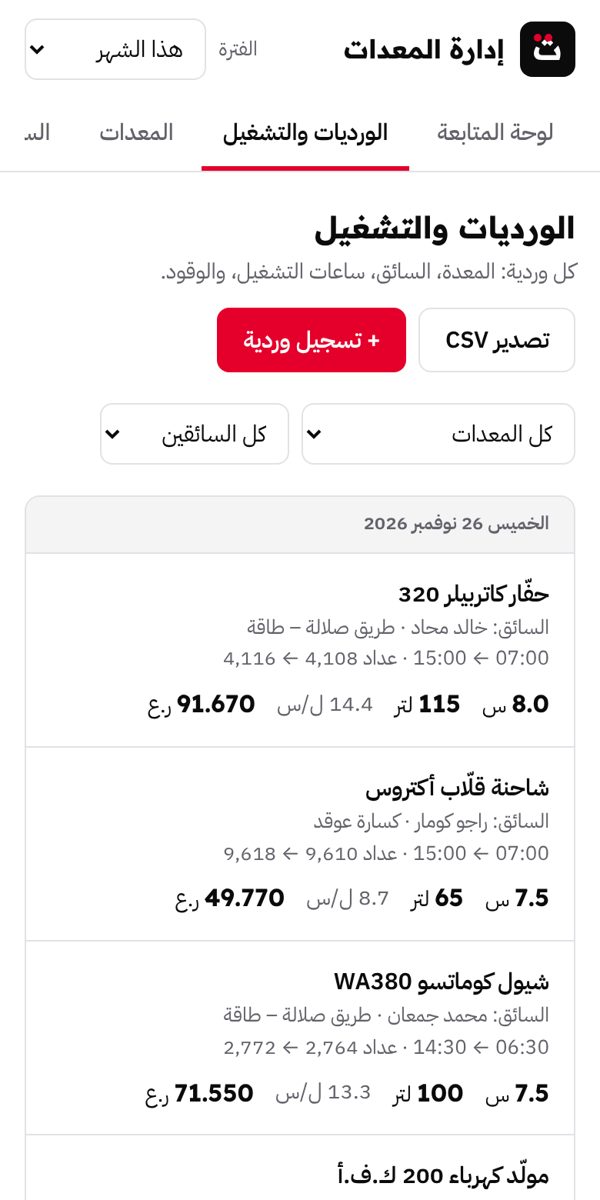 ت إدارة المعدات الفترة هذا الشهر
لوحة المتابعة الورديات والتشغيل المعدات الس
الورديات والتشغيل
كل وردية: المعدة، السائق، ساعات التشغيل، والوقود.
تصدير CSV + تسجيل وردية
كل المعدات كل السائقين
الخميس 26 نوفمبر 2026
حفّار كاتربيلر 320
السائق: خالد محاد · طريق صلالة – طاقة
07:00 ← 15:00 · عداد 4,108 ← 4,116
8.0 س 115 لتر 14.4 ل/س 91.670 ر.ع
شاحنة قلّاب أكتروس
السائق: راجو كومار · كسارة عوقد
07:00 ← 15:00 · عداد 9,610 ← 9,618
7.5 س 65 لتر 8.7 ل/س 49.770 ر.ع
شيول كوماتسو WA380
السائق: محمد جمعان · طريق صلالة – طاقة
06:30 ← 14:30 · عداد 2,764 ← 2,772
7.5 س 100 لتر 13.3 ل/س 71.550 ر.ع
مولّد كهرباء 200 ك.ف.أ